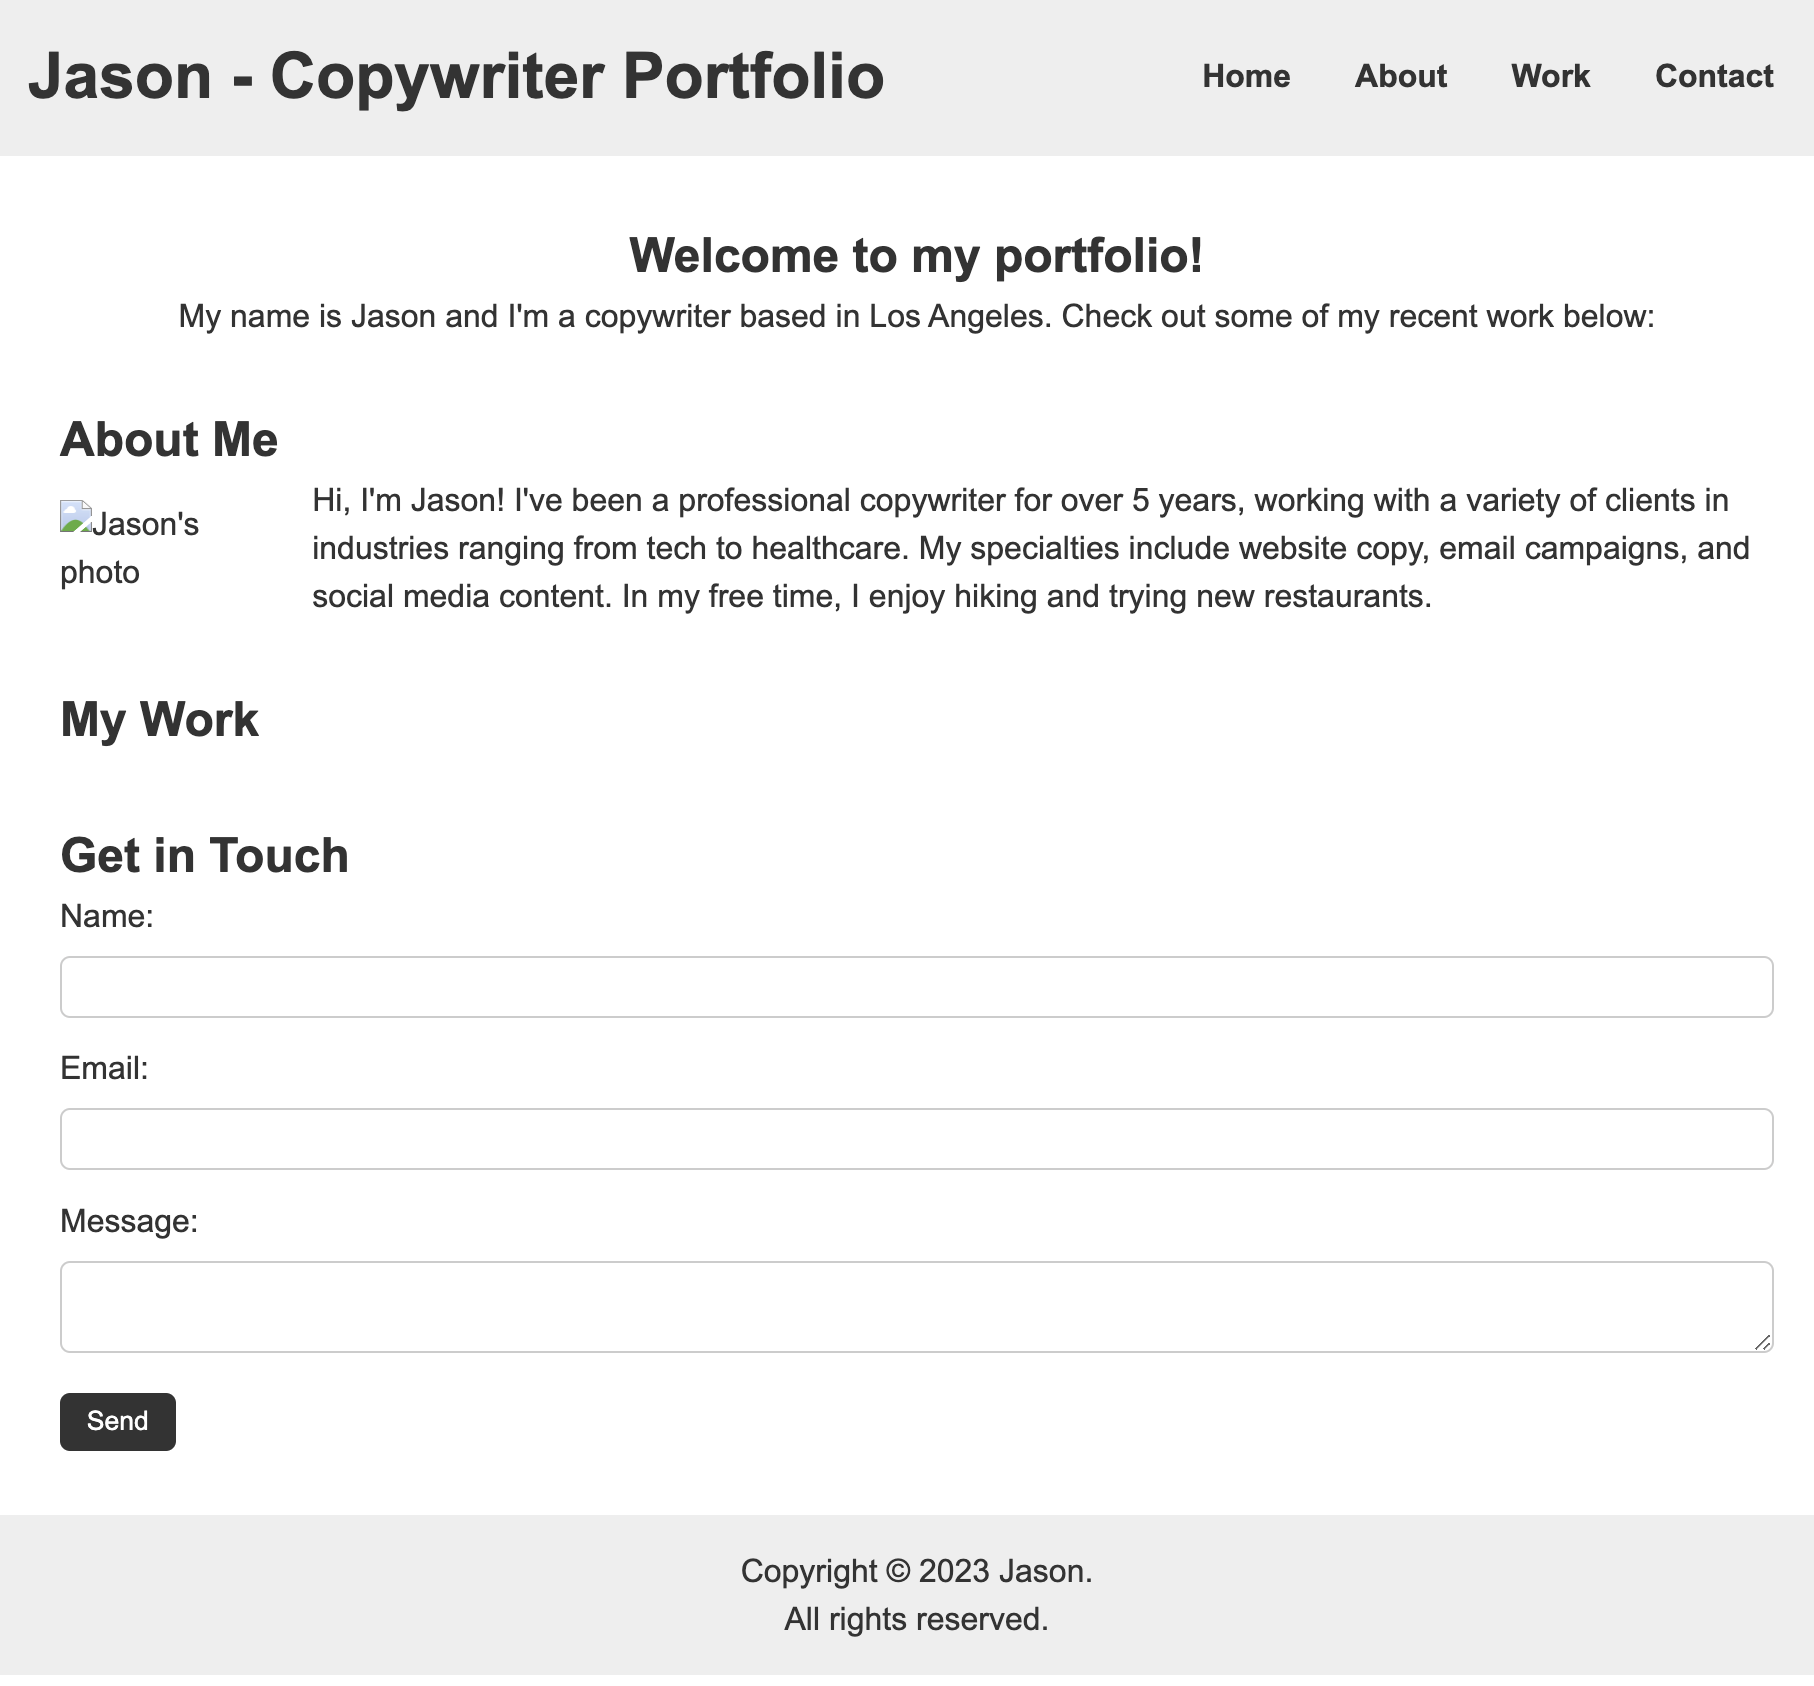 Jason - Copywriter Portfolio
Home About Work Contact
Welcome to my portfolio!
My name is Jason and I'm a copywriter based in Los Angeles. Check out some of my recent work below:
About Me
Jason's
photo
Hi, I'm Jason! I've been a professional copywriter for over 5 years, working with a variety of clients in
industries ranging from tech to healthcare. My specialties include website copy, email campaigns, and
social media content. In my free time, I enjoy hiking and trying new restaurants.
My Work
Get in Touch
Name:
Email:
Message:
Send
Copyright © 2023 Jason.
All rights reserved.